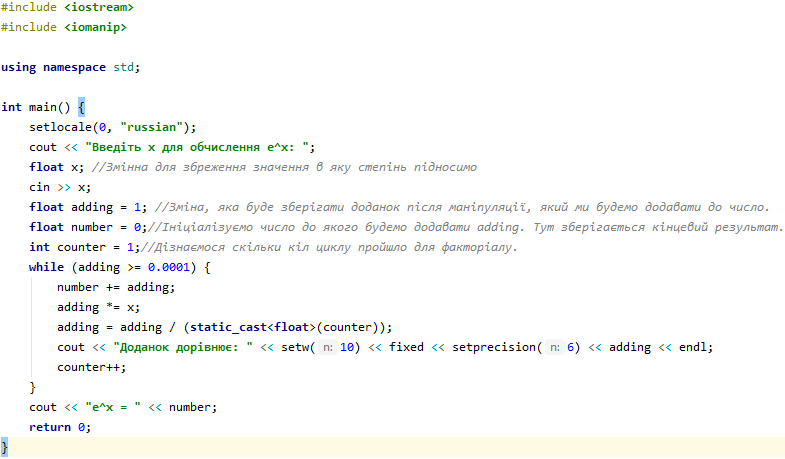 #include <iostream>
#include <iomanip>
using namespace std;
int main() {
setlocale(0, "russian");
cout << "Введіть x для обчислення e^x: ";
float x; //Змінна для збреження значення в яку степінь підносимо
cin >> x;
float adding = 1; //Зміна, яка буде зберігати доданок після маніпуляції, який ми будемо додавати до число.
float number = 0;//Ініціалізуємо число до якого будемо додавати adding. Тут зберігається кінцевий результат.
int counter = 1;//Дізнаємося скільки кіл циклу пройшло для факторіалу.
while (adding >= 0.0001) {
number += adding;
adding *= x;
adding = adding / (static_cast<float>(counter));
cout << "Доданок дорівнює: " << setw( n: 10) << fixed << setprecision( n: 6) << adding << endl;
counter++;
}
cout << "e^x = " << number;
return 0;
}